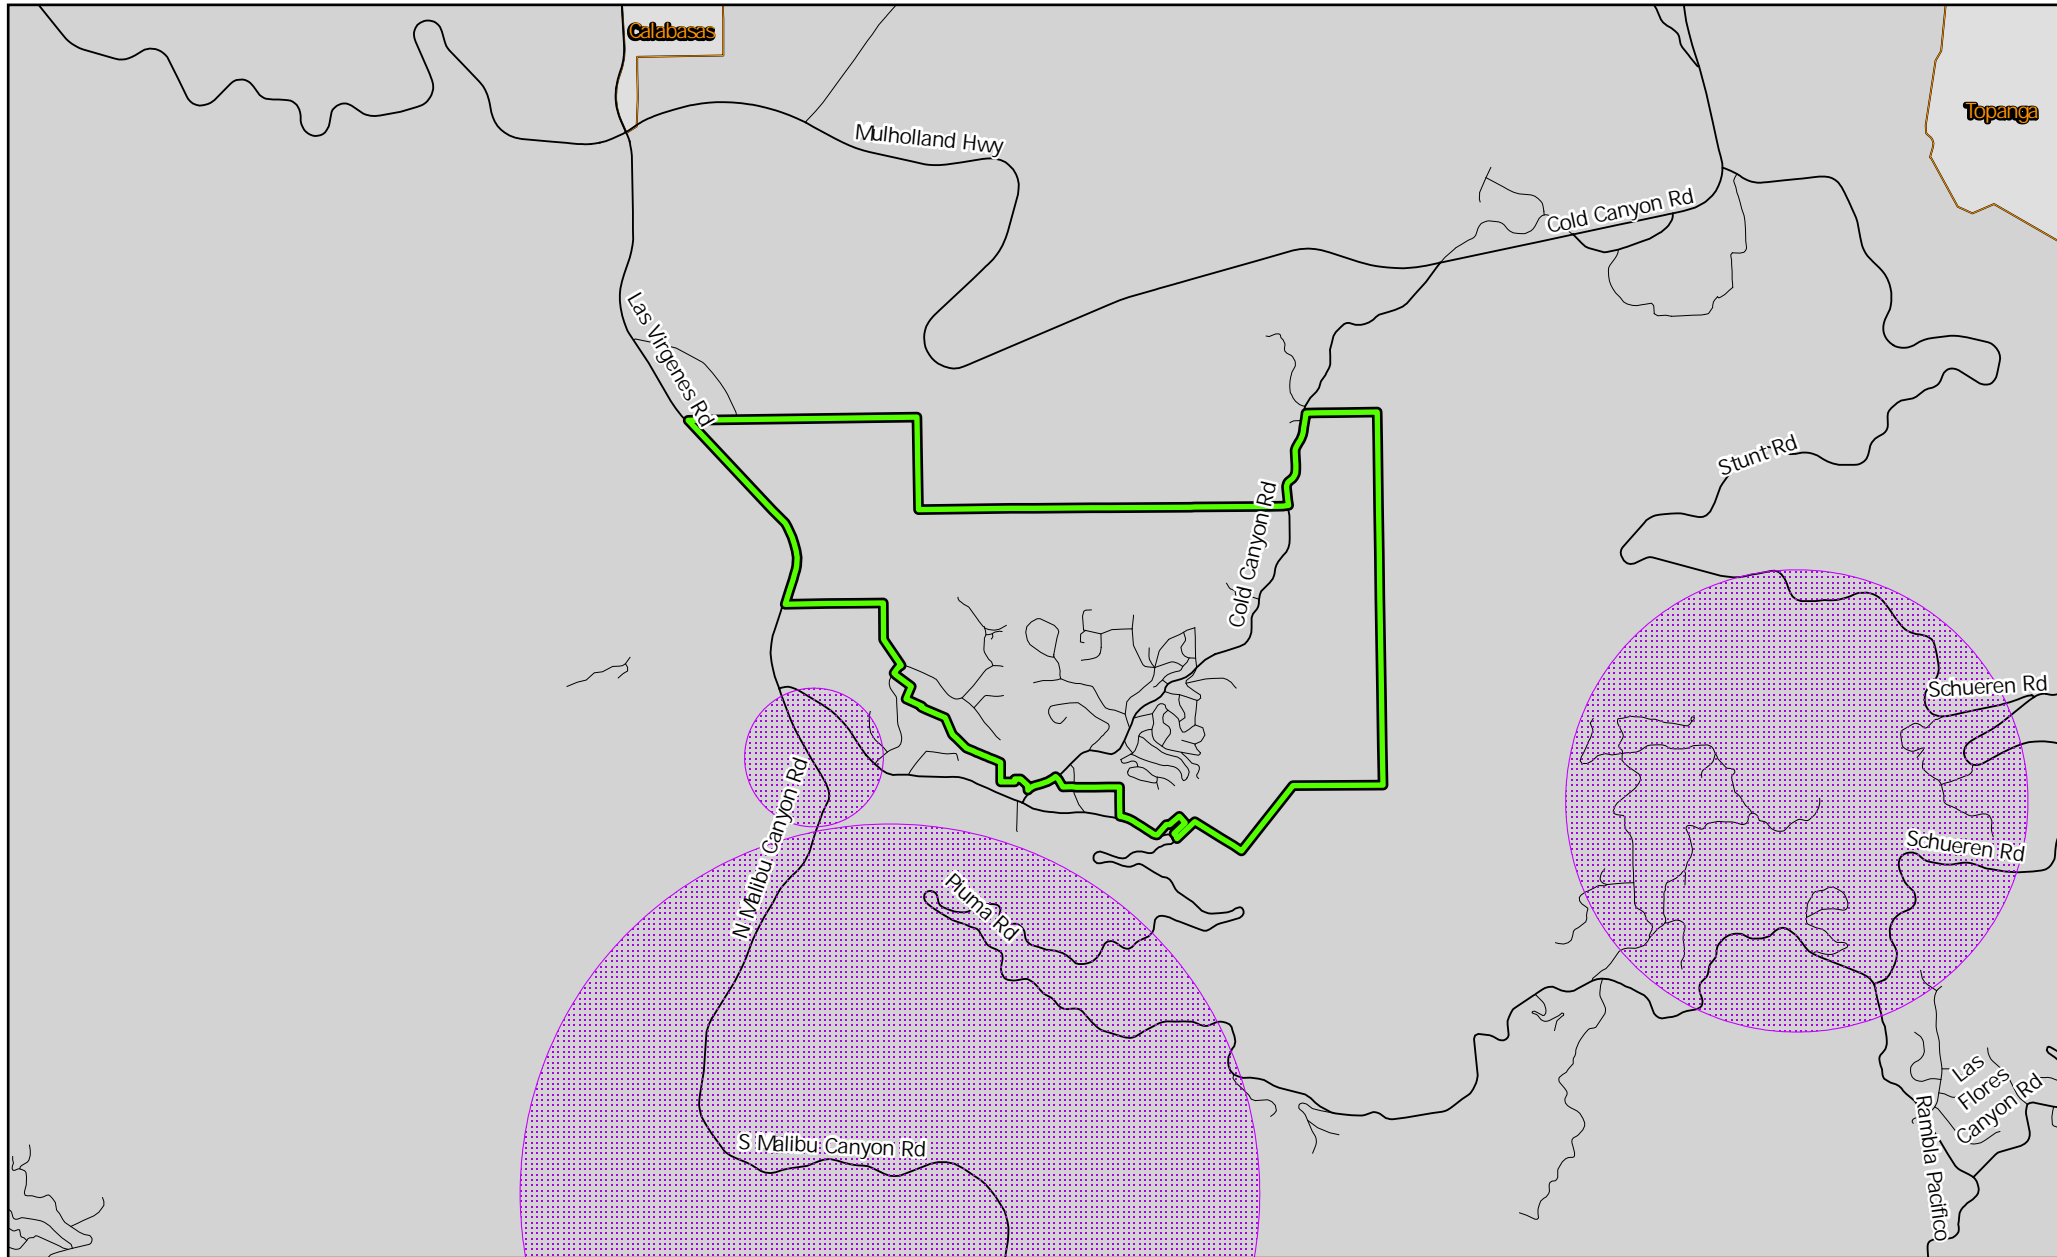 Calabasas
Topanga
Mulholland Hwy
Cold Canyon Rd
Las Virgenes Rd
Stunt Rd
Cold Canyon Rd
Schueren Rd
N Malibu Canyon Rd
Schueren Rd
Piuma Rd
Las
Flores
Canyon Rd
S Malibu Canyon Rd
Rambla Pacifico